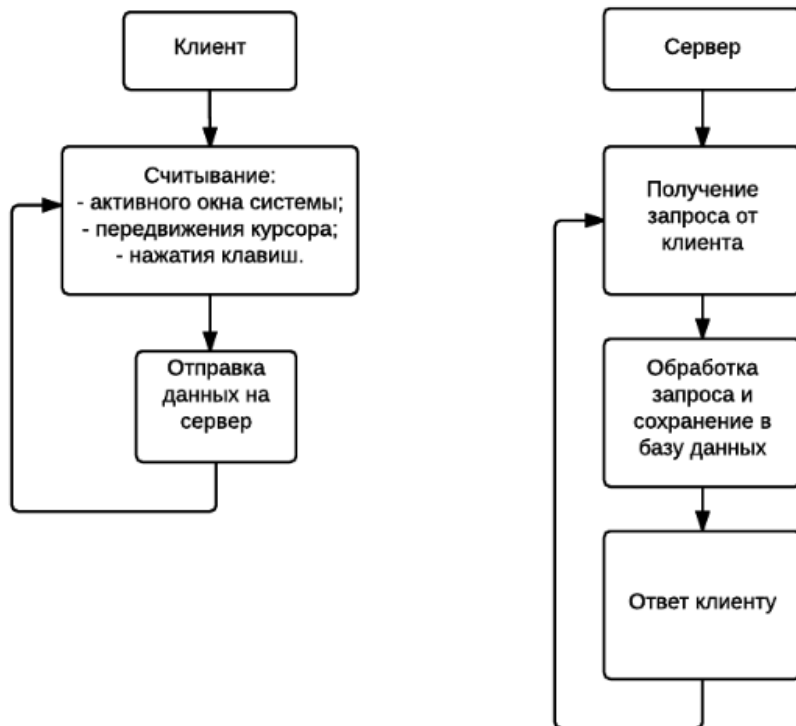 Клиент
Считывание:
- активного окна системы;
- передвижения курсора;
- нажатия клавиш.
Отправка
данных на
сервер
Сервер
Получение
запроса от
клиента
Обработка
запроса и
сохранение в
базу данных
Ответ клиенту